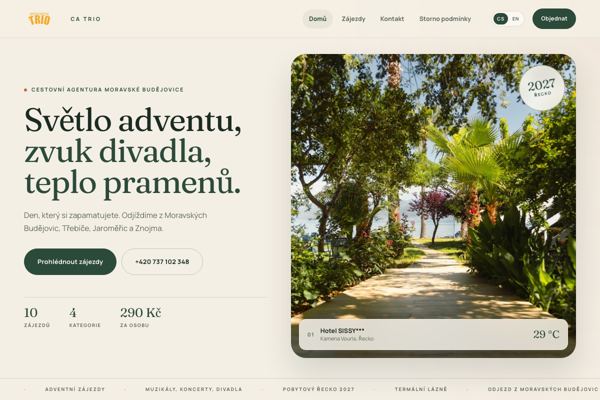 TRIO
CA TRIO
Domů
Zájezdy
Kontakt
Storno podmínky
CS
EN
Objednat
CESTOVNÍ AGENTURA MORAVSKÉ BUDĚJOVICE
Světlo adventu,
zvuk divadla,
teplo pramenů.
Den, který si zapamatujete. Odjíždíme z Moravských
Budějovic, Třebíče, Jaroměřic a Znojma.
Prohlédnout zájezdy
+420 737 102 348
10
ZÁJEZDŮ
4
KATEGORIE
290 Kč
ZA OSOBU
2027
ŘECKO
01
Hotel SISSY***
Kamena Vourla, Řecko
29 °C
ADVENTNÍ ZÁJEZDY
MUZIKÁLY, KONCERTY, DIVADLA
POBYTOVÝ ŘECKO 2027
TERMÁLNÍ LÁZNĚ
ODJEZD Z MORAVSKÝCH BUDĚJOVIC